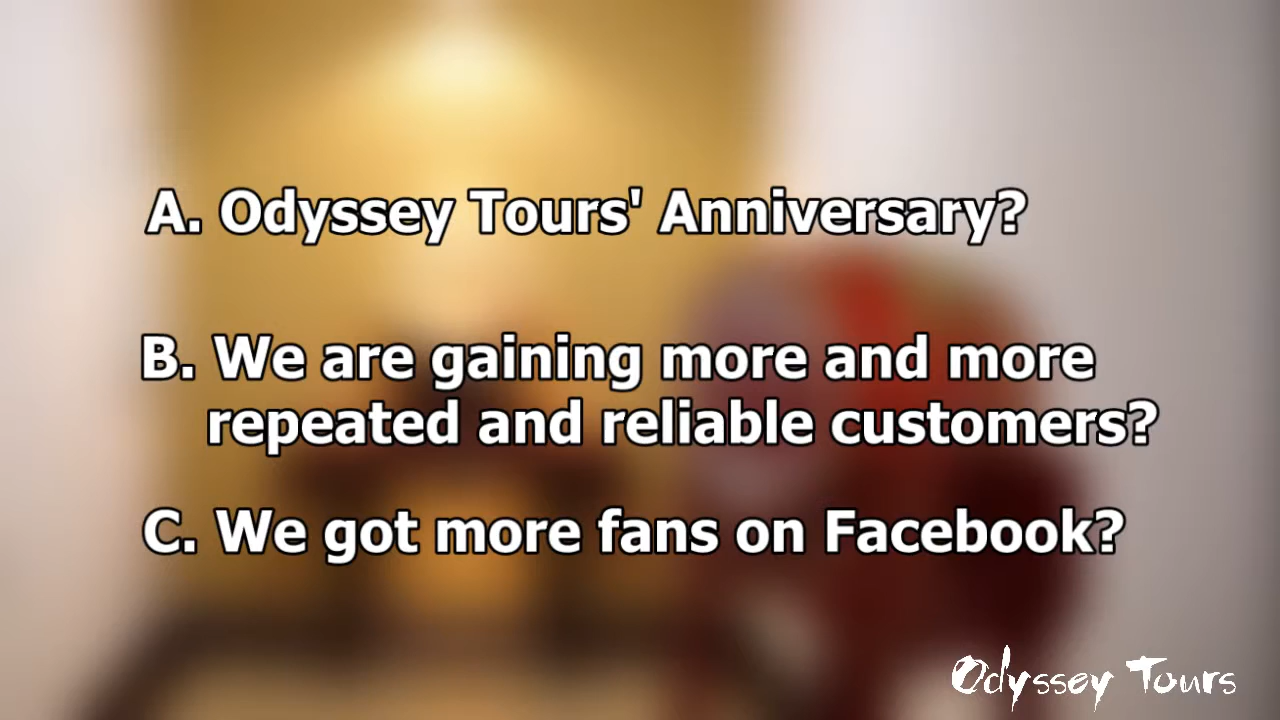 A. Odyssey Tours' Anniversary?
B. We are gaining more and more
repeated and reliable customers?
C. We got more fans on Facebook?
Odyssey Tours